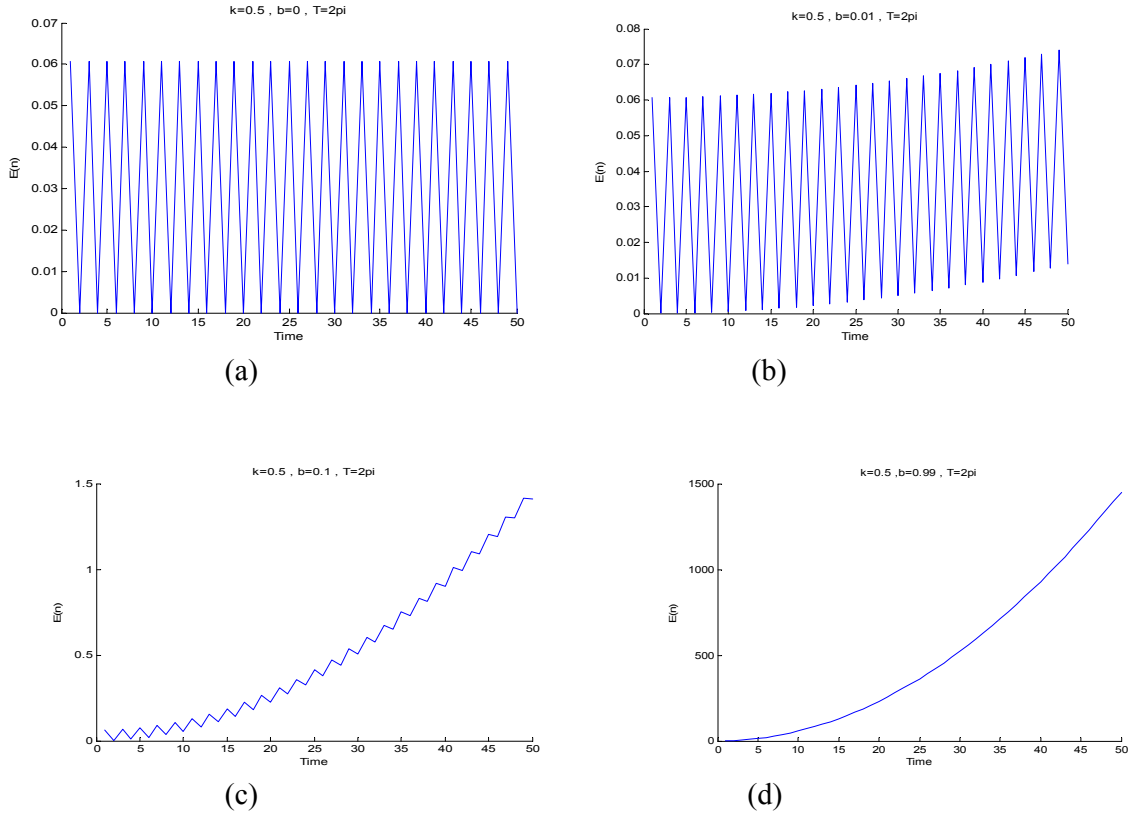 k=0.5 , b=0 , T=2pi
0.07
0.06
0.05
0.04
0.03
0.02
0.01
0
E(n)
0 5 10 15 20 25 30 35 40 45 50
Time
(a)
k=0.5 , b=0.01 , T=2pi
0.08
0.07
0.06
0.05
0.04
0.03
0.02
0.01
0
E(n)
0 5 10 15 20 25 30 35 40 45 50
Time
(b)
k=0.5 , b=0.1 , T=2pi
1.5
1
0.5
0
E(n)
0 5 10 15 20 25 30 35 40 45 50
Time
(c)
k=0.5 ,b=0.99 , T=2pi
1500
1000
500
0
E(n)
0 5 10 15 20 25 30 35 40 45 50
Time
(d)